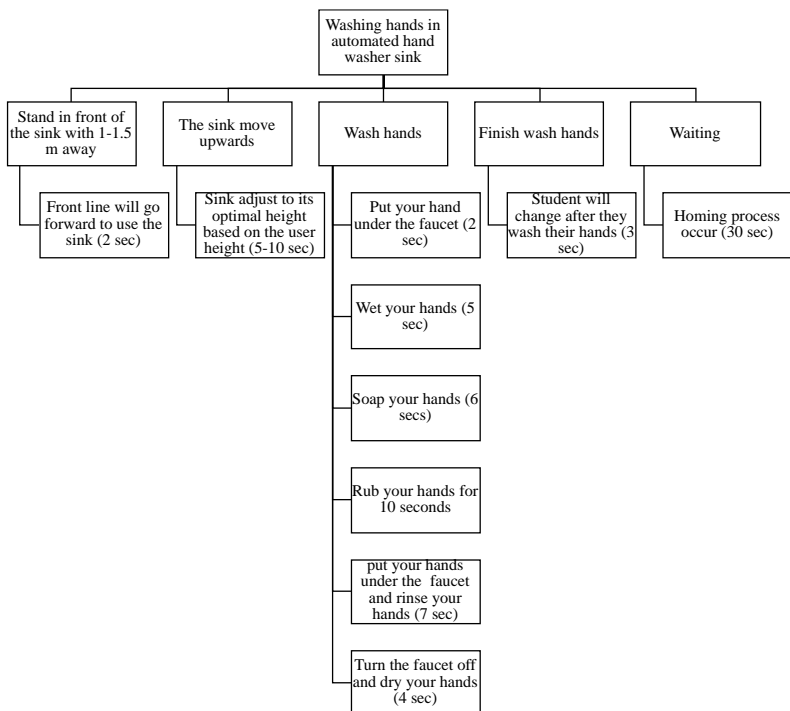 Washing hands in
automated hand
washer sink
Stand in front of
the sink with 1-1.5
m away
Front line will go
forward to use the
sink (2 sec)
The sink move
upwards
Sink adjust to its
optimal height
based on the user
height (5-10 sec)
Wash hands
Put your hand
under the faucet (2
sec)
Wet your hands (5
sec)
Soap your hands (6
secs)
Rub your hands for
10 seconds
put your hands
under the  faucet
and rinse your
hands (7 sec)
Turn the faucet off
and dry your hands
(4 sec)
Finish wash hands
Student will
change after they
wash their hands (3
sec)
Waiting
Homing process
occur (30 sec)